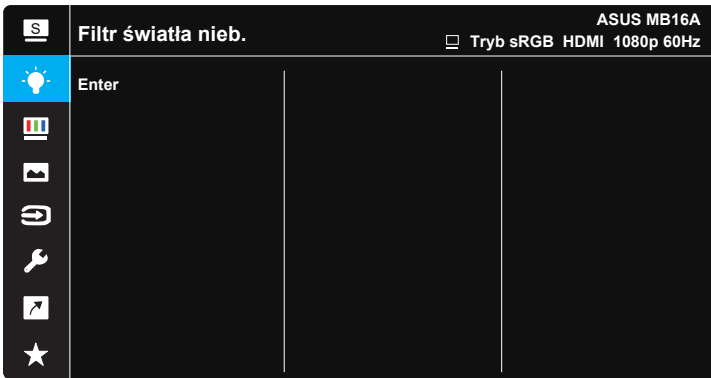 S
Filtr światła nieb.
ASUS MB16A
Tryb sRGB HDMI 1080p 60Hz
Enter